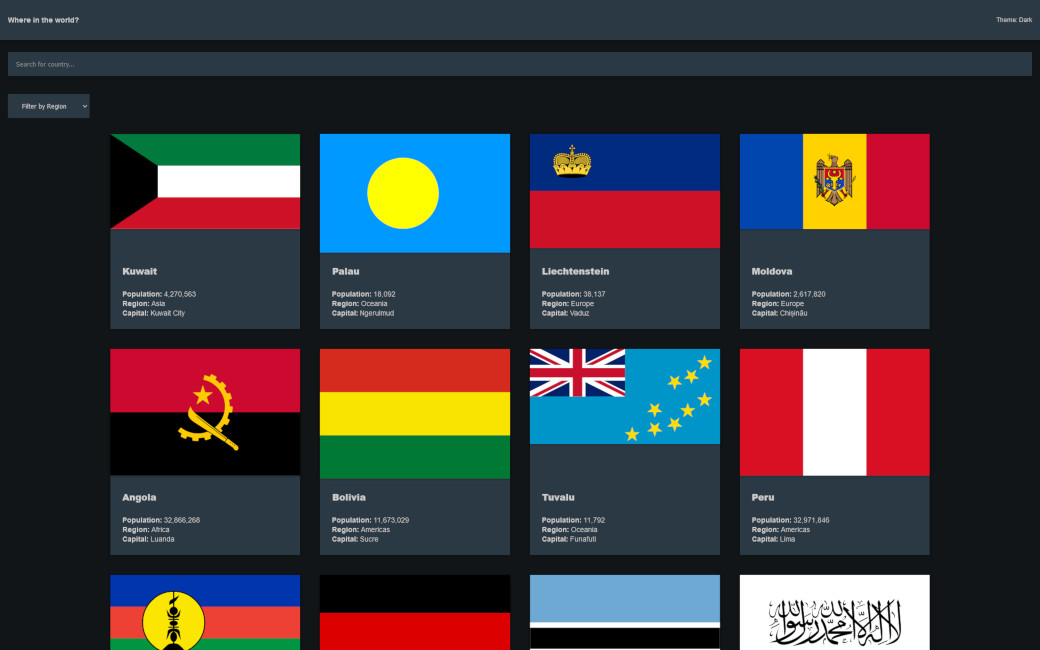 Where in the world?
Theme: Dark
Search for country...
Filter by Region
Kuwait
Population: 4,270,563
Region: Asia
Capital: Kuwait City
Palau
Population: 18,092
Region: Oceania
Capital: Ngerulmud
Liechtenstein
Population: 38,137
Region: Europe
Capital: Vaduz
Moldova
Population: 2,617,820
Region: Europe
Capital: Chișinău
Angola
Population: 32,866,268
Region: Africa
Capital: Luanda
Bolivia
Population: 11,673,029
Region: Americas
Capital: Sucre
Tuvalu
Population: 11,792
Region: Oceania
Capital: Funafuti
Peru
Population: 32,971,846
Region: Americas
Capital: Lima
لا إله إلا الله محمد رسول الله